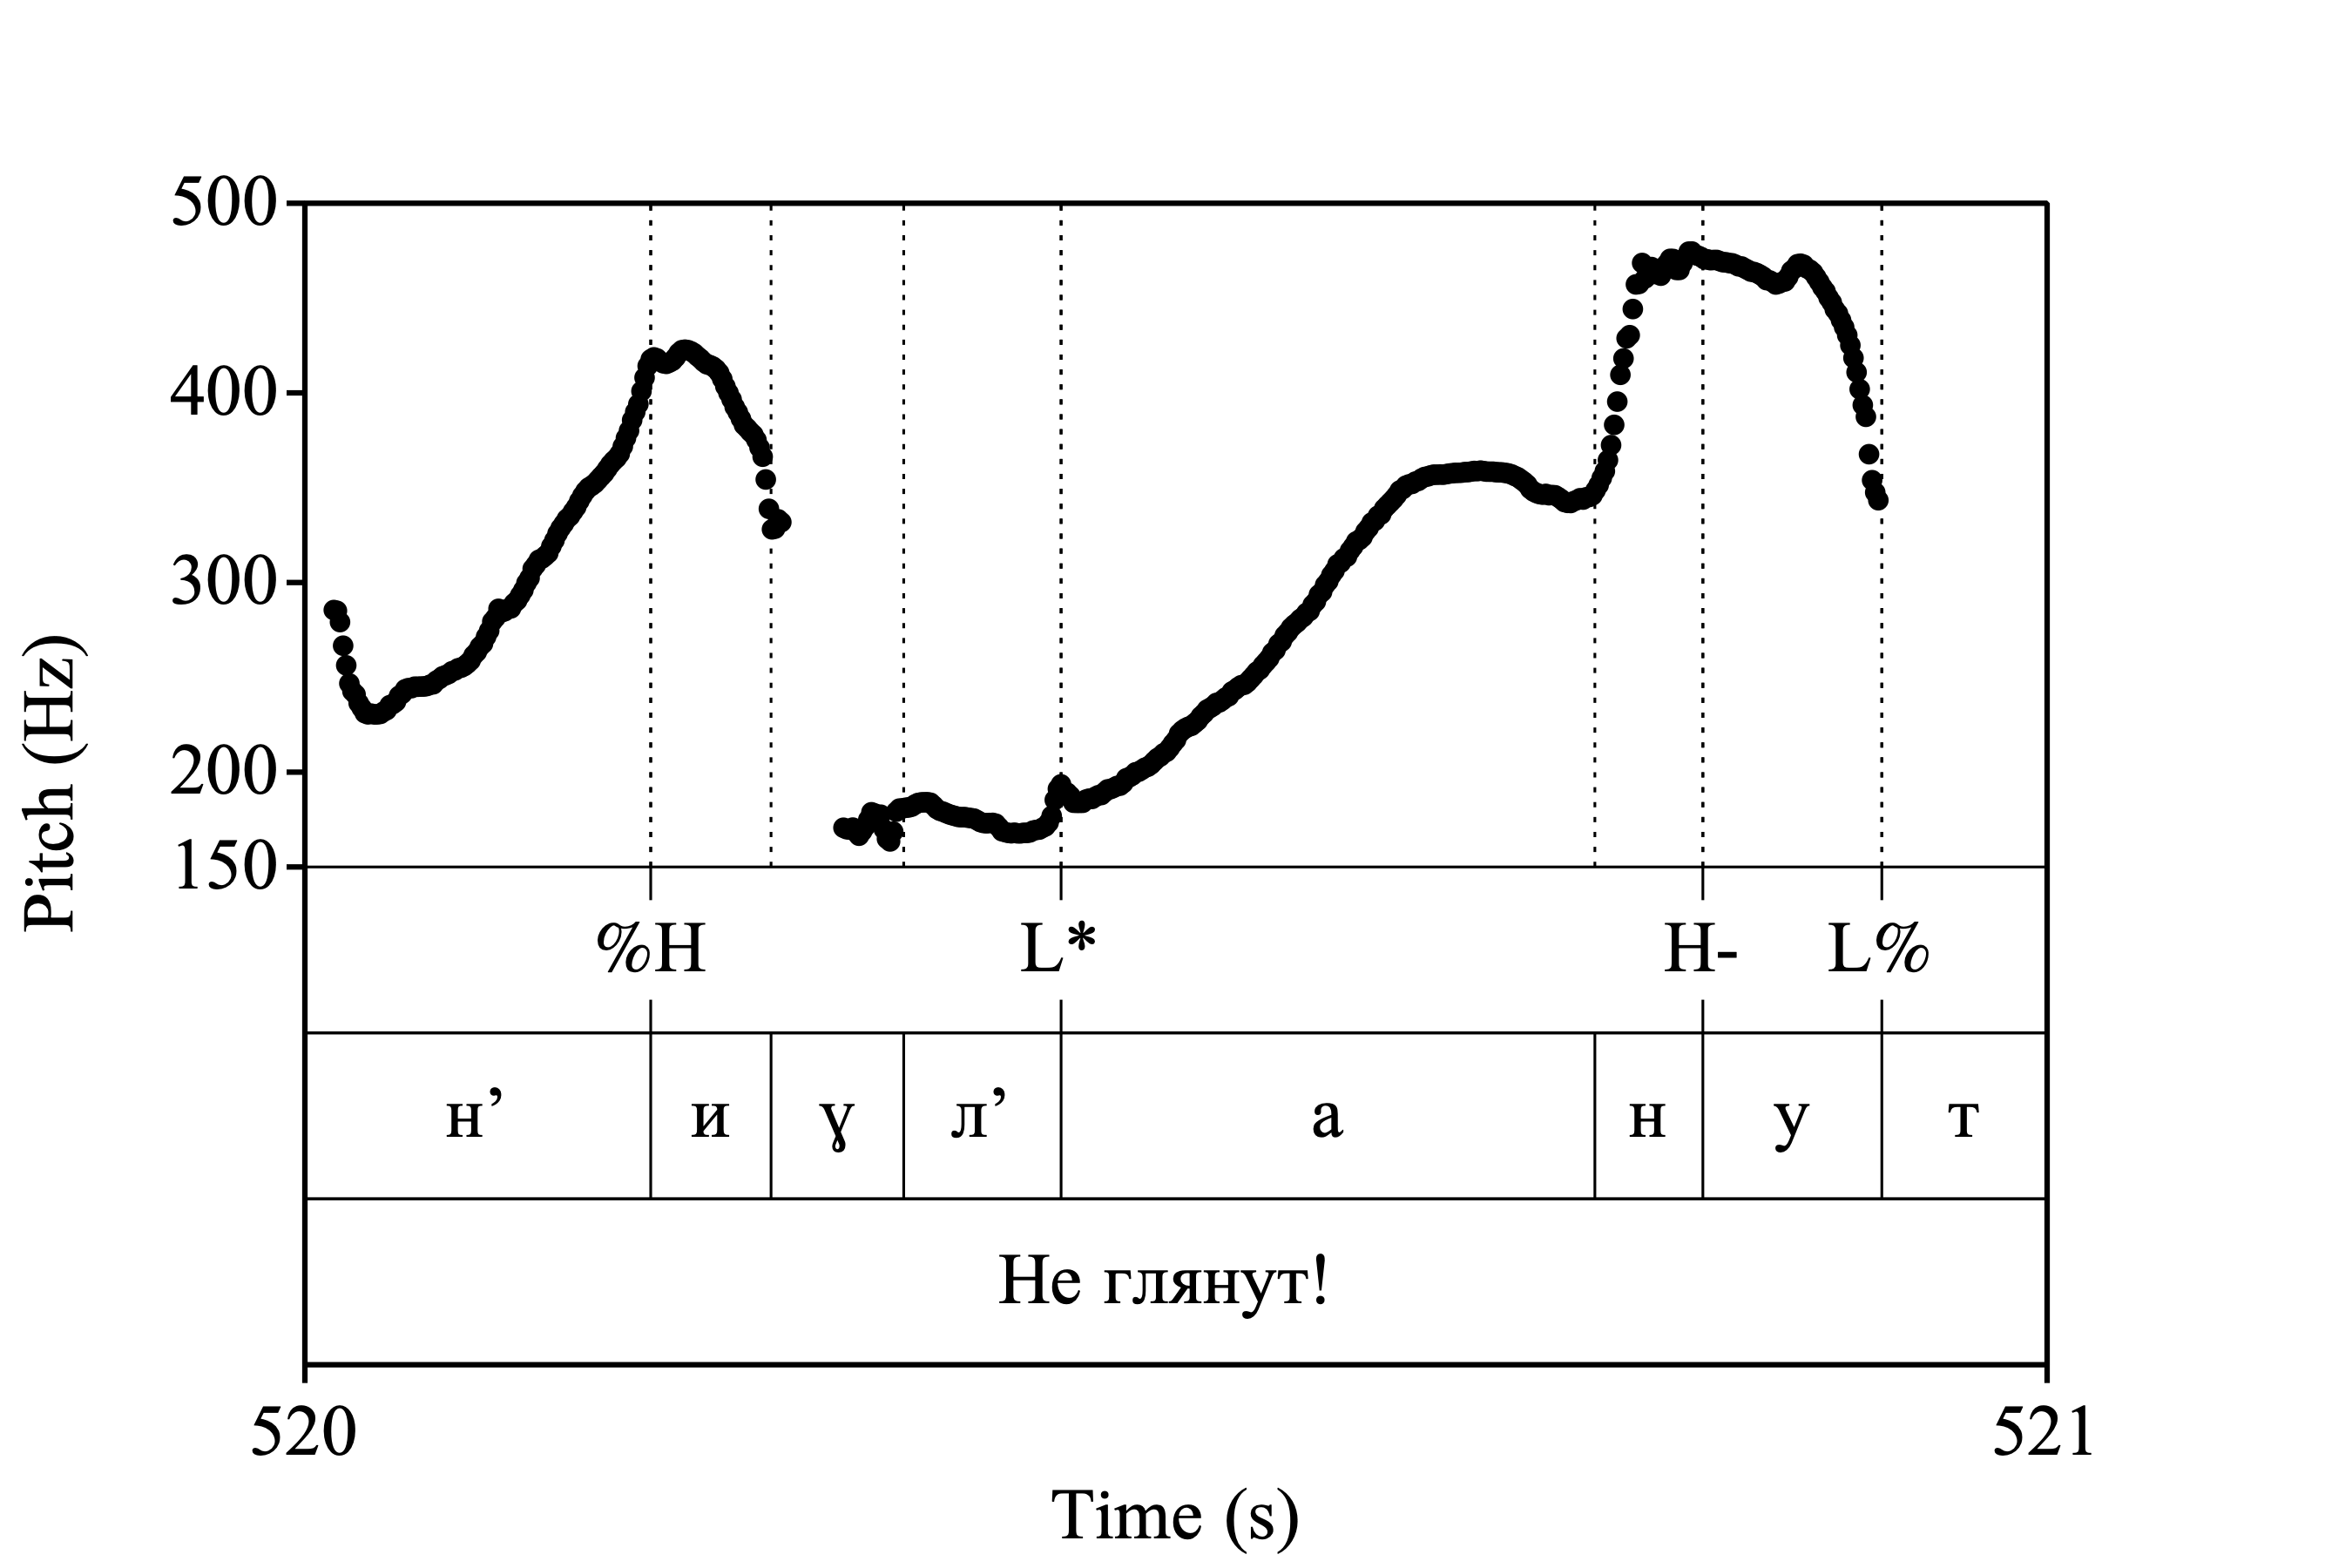 500
400
300
200
150
Pitch (Hz)
%H L* H- L%
н’ и ɣ л’ а н у т
Не глянут!
520 521
Time (s)